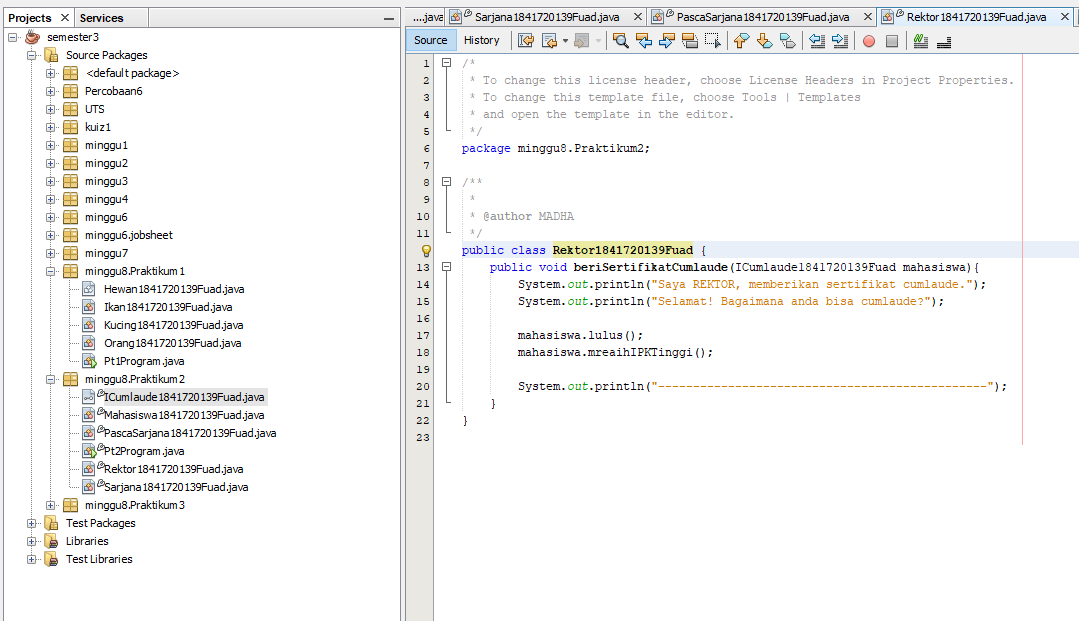 Projects
Services
semester3
Source Packages
<default package>
Percobaan6
UTS
kuiz1
minggu1
minggu2
minggu3
minggu4
minggu6
minggu6.jobsheet
minggu7
minggu8.Praktikum1
Hewan1841720139Fuad.java
Ikan1841720139Fuad.java
Kucing1841720139Fuad.java
Orang1841720139Fuad.java
Pt1Program.java
minggu8.Praktikum2
ICumlaude1841720139Fuad.java
Mahasiswa1841720139Fuad.java
PascaSarjana1841720139Fuad.java
Pt2Program.java
Rektor1841720139Fuad.java
Sarjana1841720139Fuad.java
minggu8.Praktikum3
Test Packages
Libraries
Test Libraries
....java Sarjana1841720139Fuad.java PascaSarjana1841720139Fuad.java Rektor1841720139Fuad.java
Source History
1 /*
2 * To change this license header, choose License Headers in Project Properties.
3 * To change this template file, choose Tools | Templates
4 * and open the template in the editor.
5 */
6 package minggu8.Praktikum2;
7
8 /**
9 *
10 * @author MADHA
11 */
public class Rektor1841720139Fuad {
13 public void beriSertifikatCumlaude(ICumlaude1841720139Fuad mahasiswa){
14 System.out.println("Saya REKTOR, memberikan sertifikat cumlaude.");
15 System.out.println("Selamat! Bagaimana anda bisa cumlaude?");
16
17 mahasiswa.lulus();
18 mahasiswa.mreaihIPKTinggi();
19
20 System.out.println("-----------------------------------------------");
21 }
22 }
23